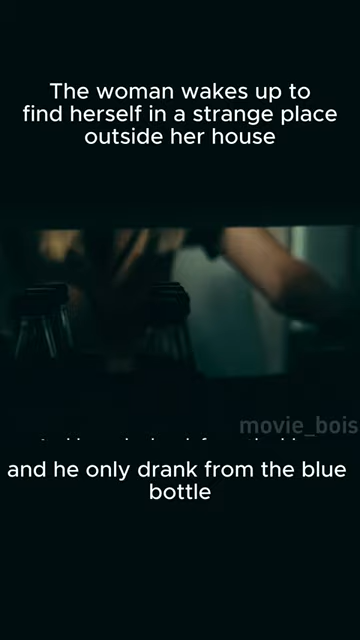 The woman wakes up to
find herself in a strange place
outside her house
movie_bois
and he only drank from the blue
bottle